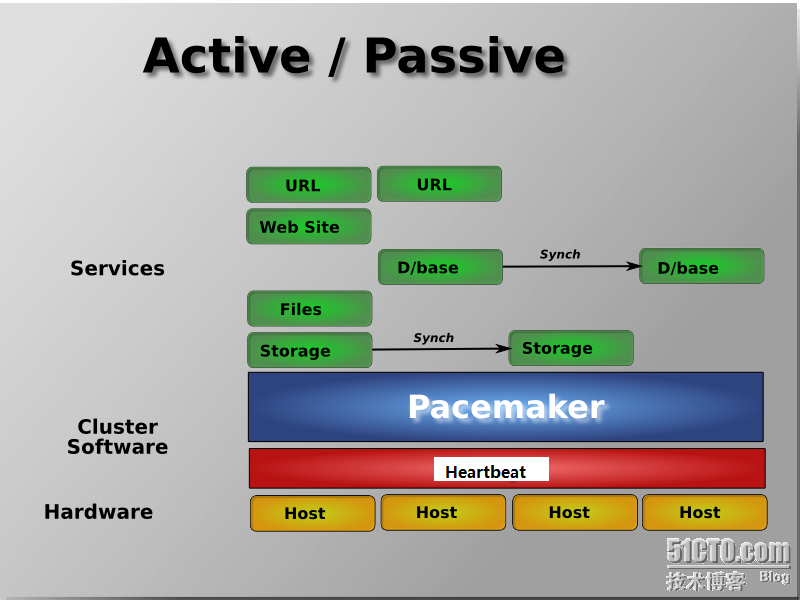 Active / Passive
URL
URL
Web Site
Services
D/base
Synch
D/base
Files
Storage
Synch
Storage
Cluster
Software
Pacemaker
Heartbeat
Hardware
Host
Host
Host
Host
51CTO.com
技术博客 Blog